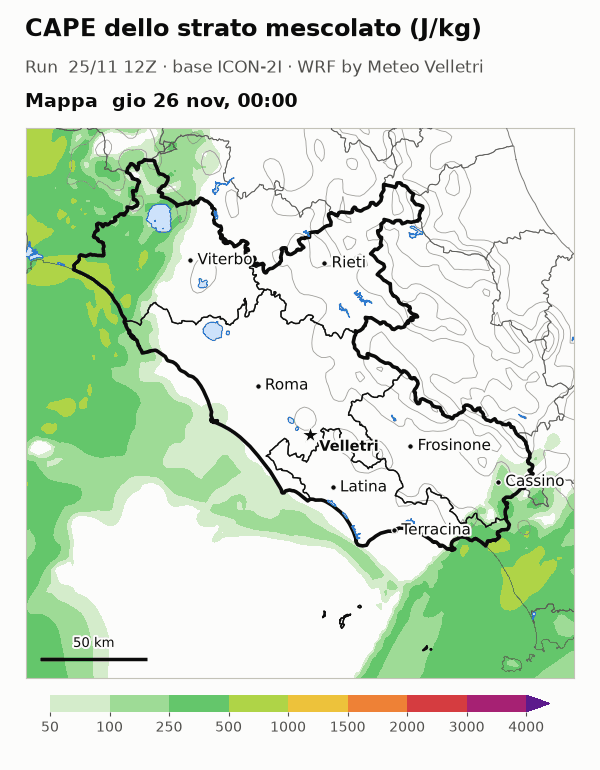 CAPE dello strato mescolato (J/kg)
Run  25/11 12Z · base ICON-2I · WRF by Meteo Velletri
Mappa  gio 26 nov, 00:00
Viterbo
Rieti
Roma
Velletri
Frosinone
Latina
Cassino
Terracina
50 km
50 100 250 500 1000 1500 2000 3000 4000